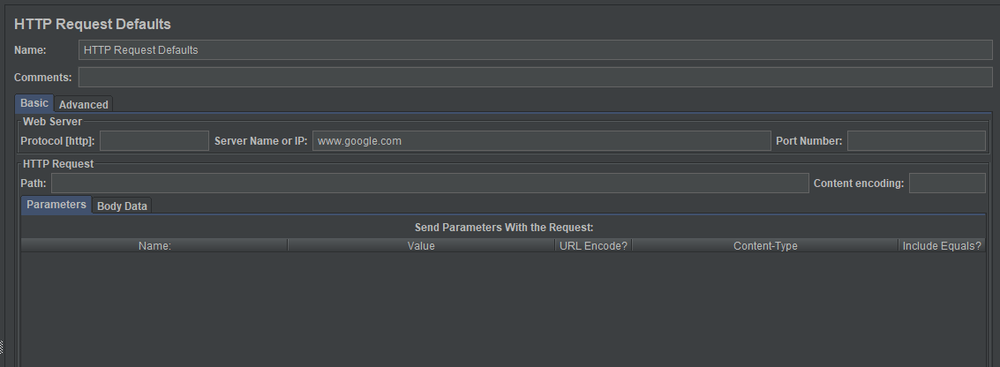 HTTP Request Defaults
Name: HTTP Request Defaults
Comments:
Basic Advanced
Web Server
Protocol [http]: Server Name or IP: www.google.com Port Number:
HTTP Request
Path: Content encoding:
Parameters Body Data
Send Parameters With the Request:
Name: Value URL Encode? Content-Type Include Equals?